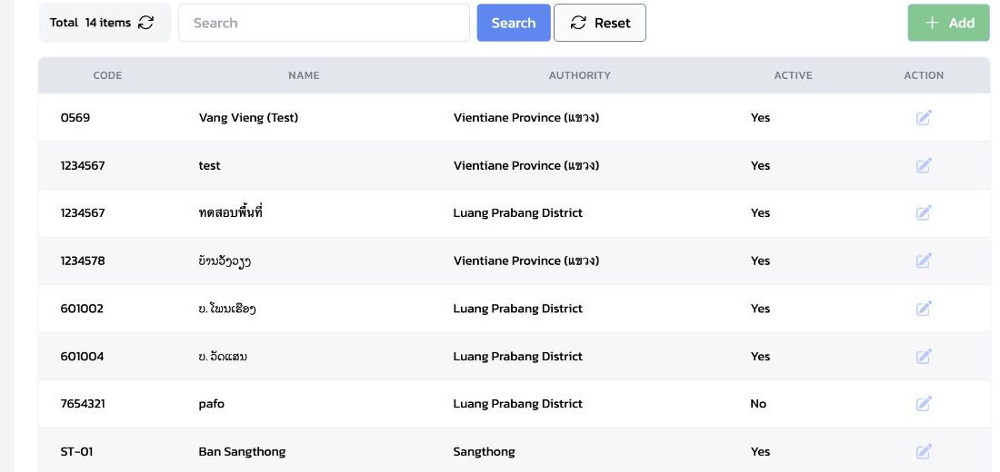 Total 14 items Search Search Reset + Add
CODE NAME AUTHORITY ACTIVE ACTION
0569 Vang Vieng (Test) Vientiane Province (แขวง) Yes
1234567 test Vientiane Province (แขวง) Yes
1234567 ทดสอบพื้นที่ Luang Prabang District Yes
1234578 ບ້ານວັງວຽງ Vientiane Province (แขวง) Yes
601002 ບ. ໂພນເຮືອງ Luang Prabang District Yes
601004 ບ. ວັດແສນ Luang Prabang District Yes
7654321 pafo Luang Prabang District No
ST-01 Ban Sangthong Sangthong Yes